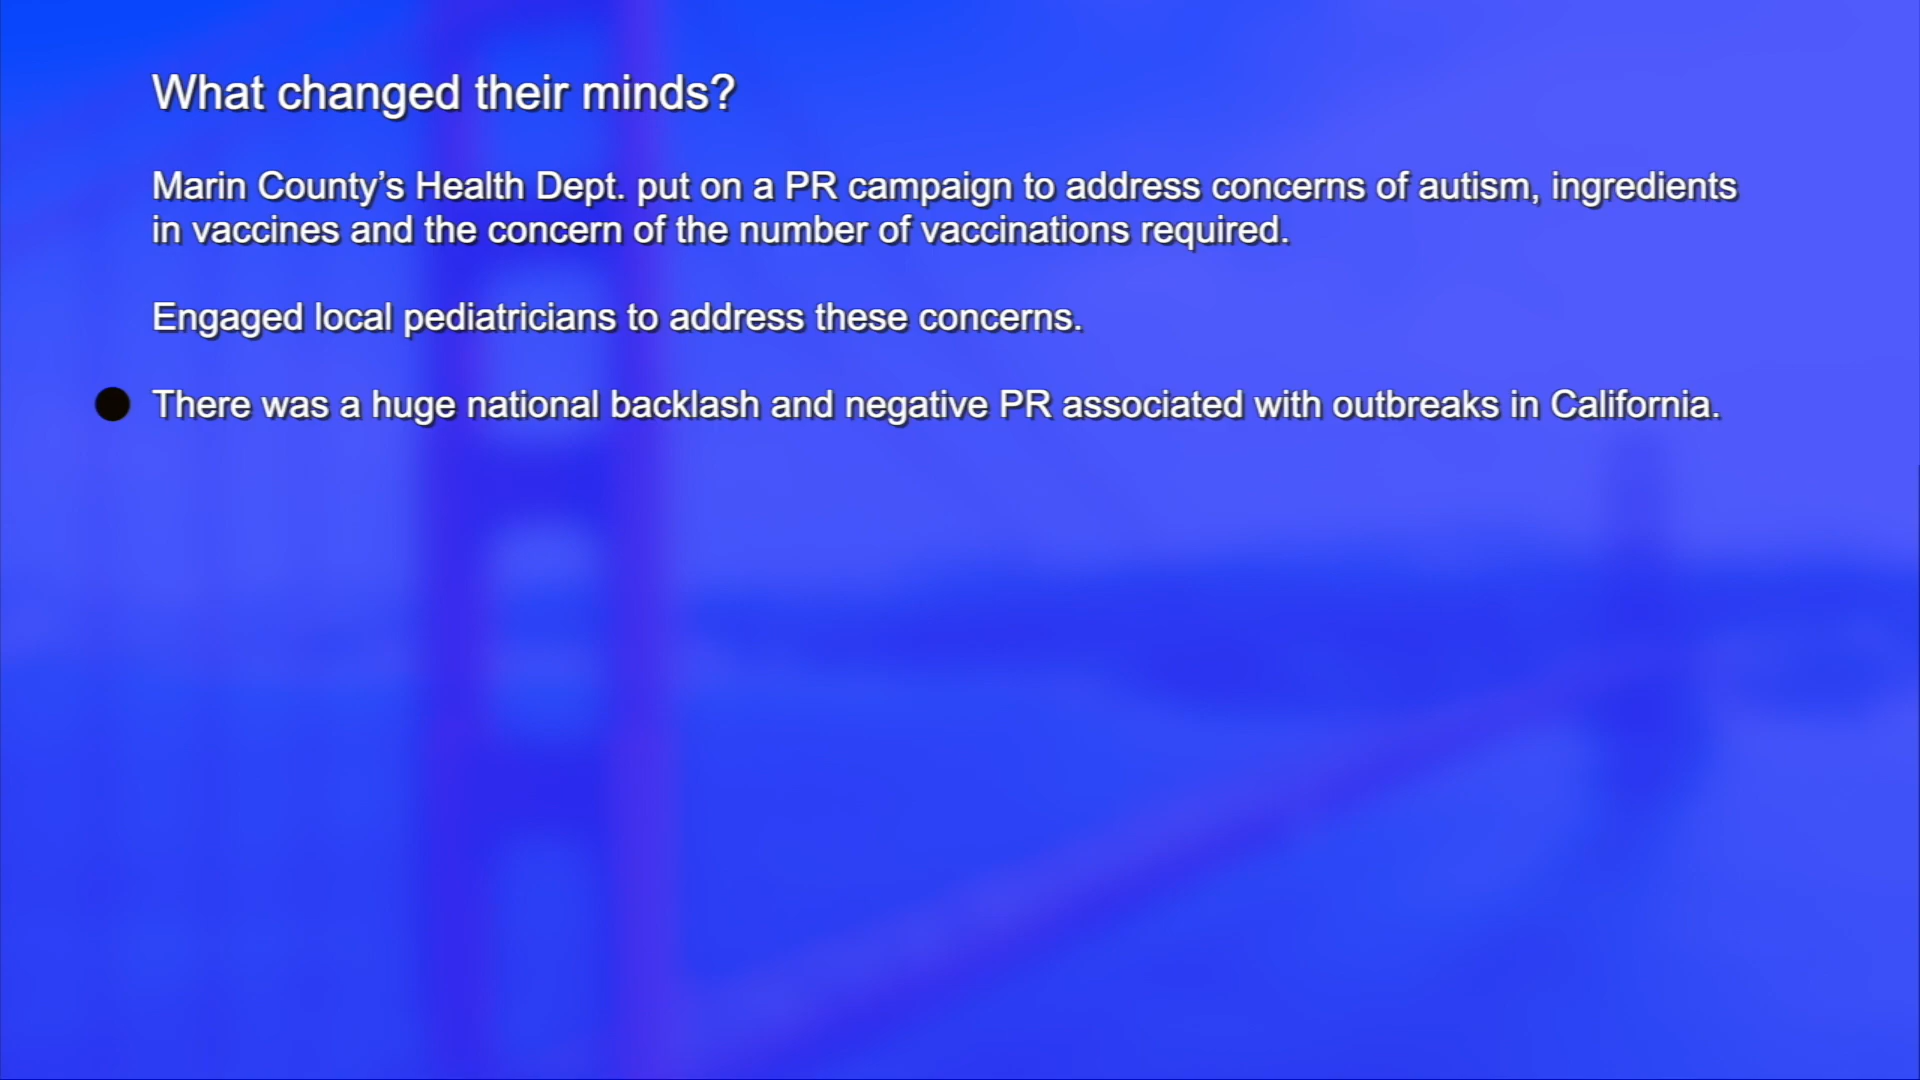 What changed their minds?
Marin County’s Health Dept. put on a PR campaign to address concerns of autism, ingredients
in vaccines and the concern of the number of vaccinations required.
Engaged local pediatricians to address these concerns.
There was a huge national backlash and negative PR associated with outbreaks in California.